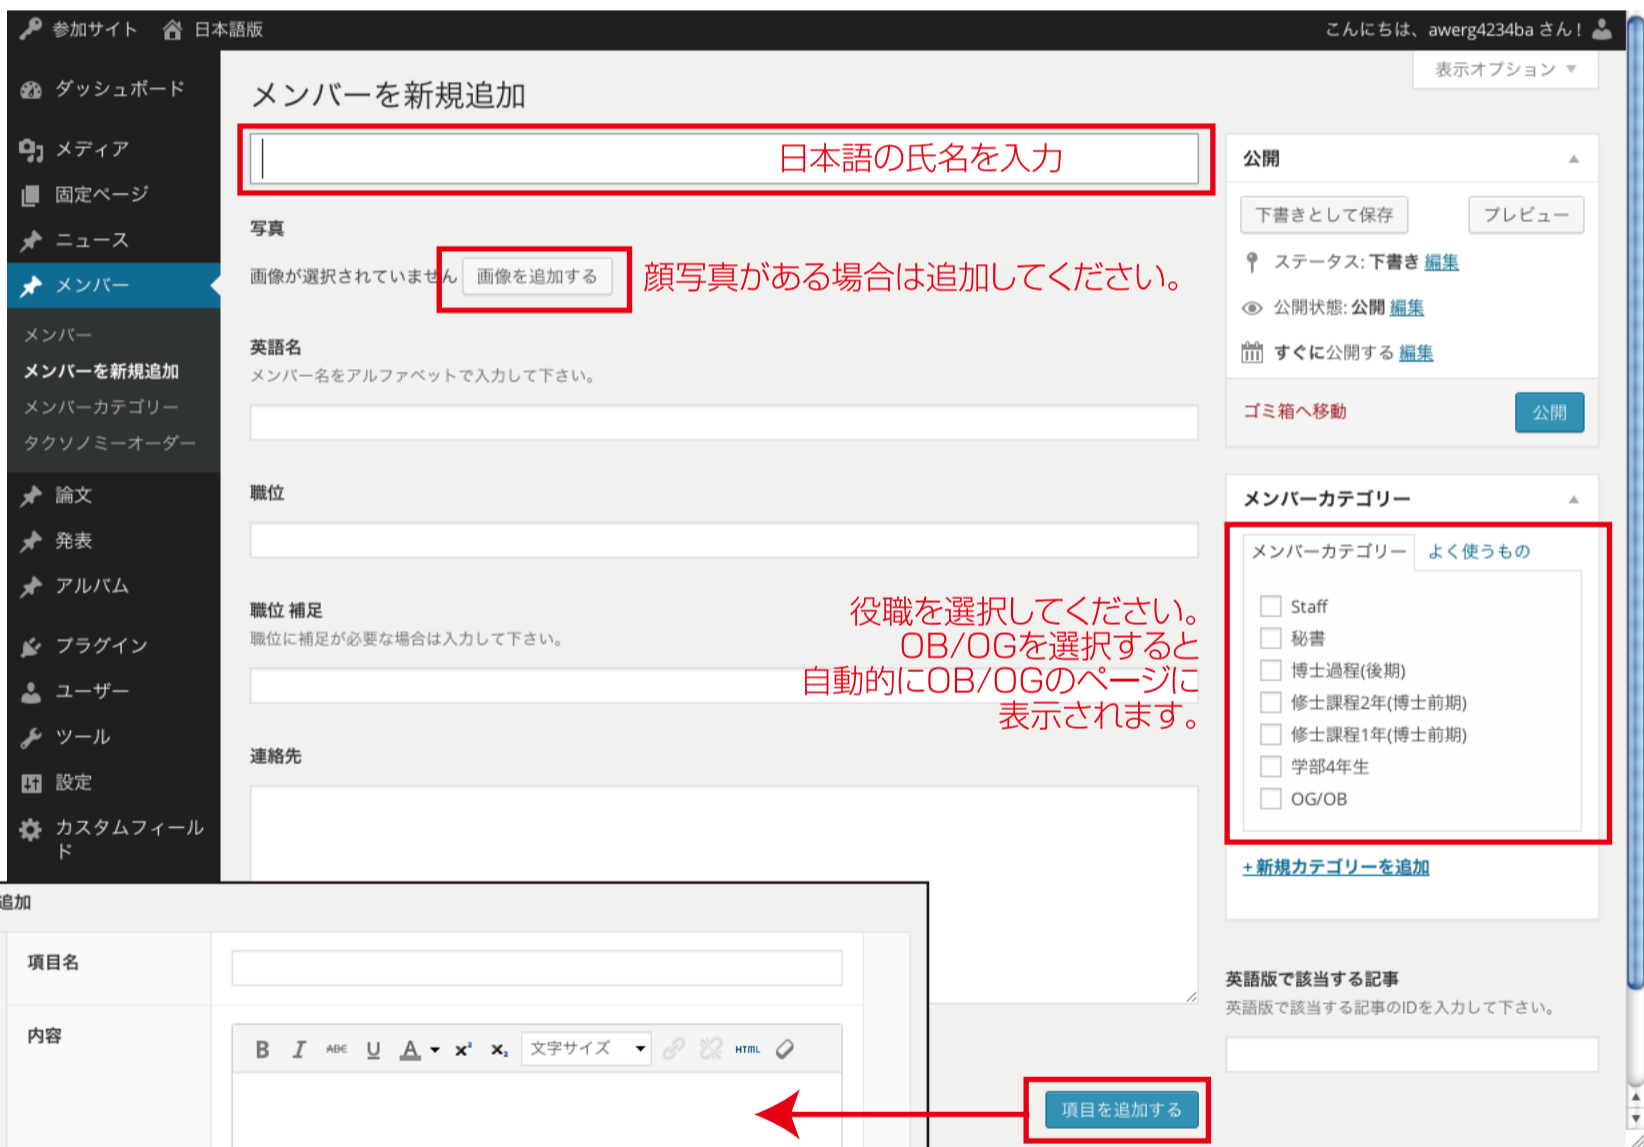 参加サイト 日本語版 こんにちは、awerg4234ba さん!
表示オプション
ダッシュボード
メディア
固定ページ
ニュース
メンバー
メンバー
メンバーを新規追加
メンバーカテゴリー
タクソノミーオーダー
論文
発表
アルバム
プラグイン
ユーザー
ツール
設定
カスタムフィール
ド
メンバーを新規追加
日本語の氏名を入力
写真
画像が選択されていません 画像を追加する
顔写真がある場合は追加してください。
英語名
メンバー名をアルファベットで入力して下さい。
職位
職位 補足
職位に補足が必要な場合は入力して下さい。
役職を選択してください。
OB/OGを選択すると
自動的にOB/OGのページに
表示されます。
連絡先
公開
下書きとして保存 プレビュー
ステータス: 下書き 編集
公開状態: 公開 編集
すぐに公開する 編集
ゴミ箱へ移動 公開
メンバーカテゴリー
メンバーカテゴリー よく使うもの
Staff
秘書
博士過程(後期)
修士課程2年(博士前期)
修士課程1年(博士前期)
学部4年生
OG/OB
+ 新規カテゴリーを追加
英語版で該当する記事
英語版で該当する記事のIDを入力して下さい。
項目を追加する
追加
項目名
内容
B I ABC U A x² x₂ 文字サイズ HTML